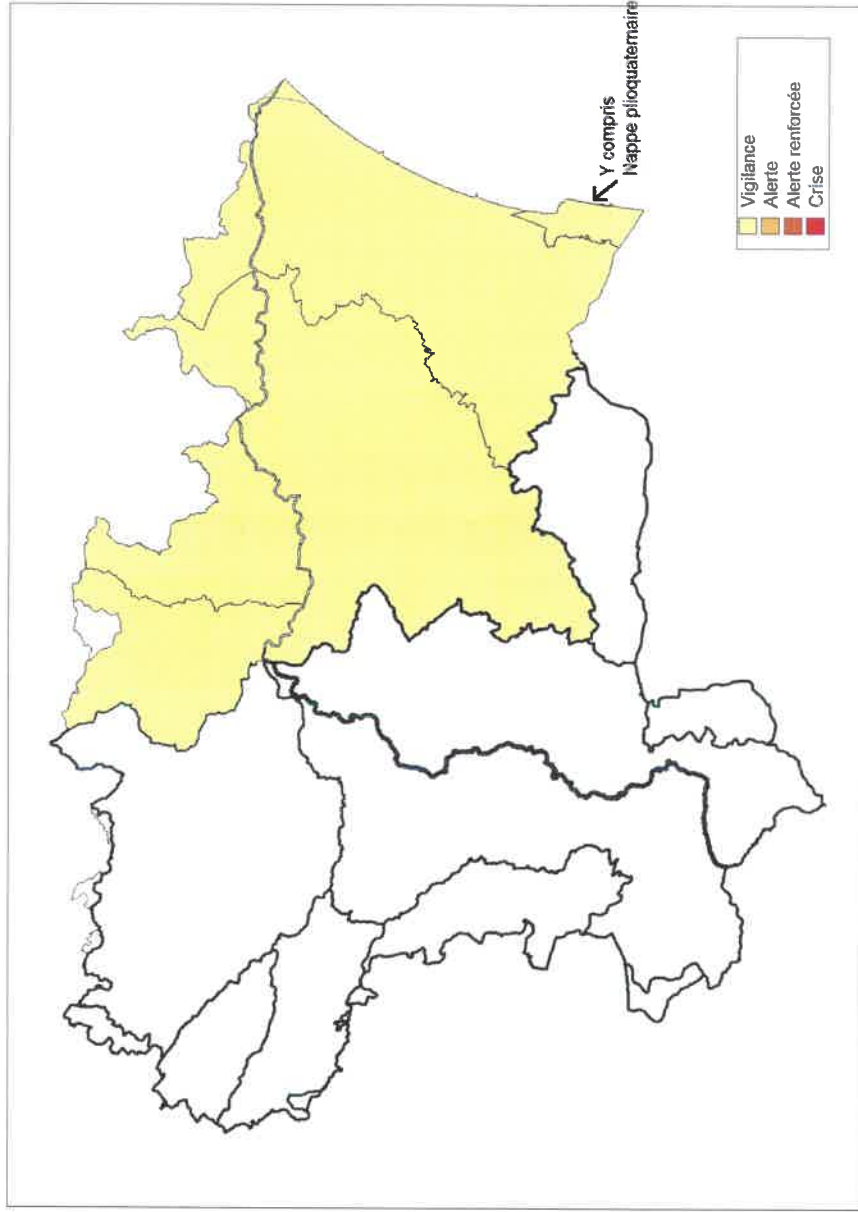 Y compris
Nappe plioquaternaire
Vigilance
Alerte
Alerte renforcée
Crise